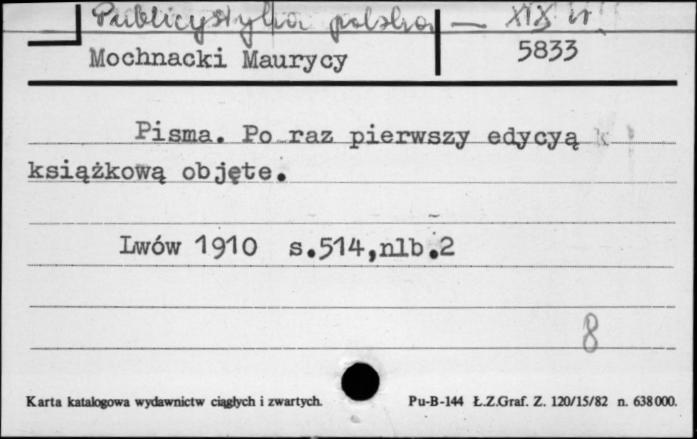 Publicystyka polska — XIX w.
Mochnacki Maurycy 5833
Pisma. Po raz pierwszy edycyą k
książkową objęte.
Lwów 1910 s.514,nlb.2
8
Karta katalogowa wydawnictw ciągłych i zwartych. Pu-B-144 Ł.Z.Graf. Z. 120/15/82 n. 638000.